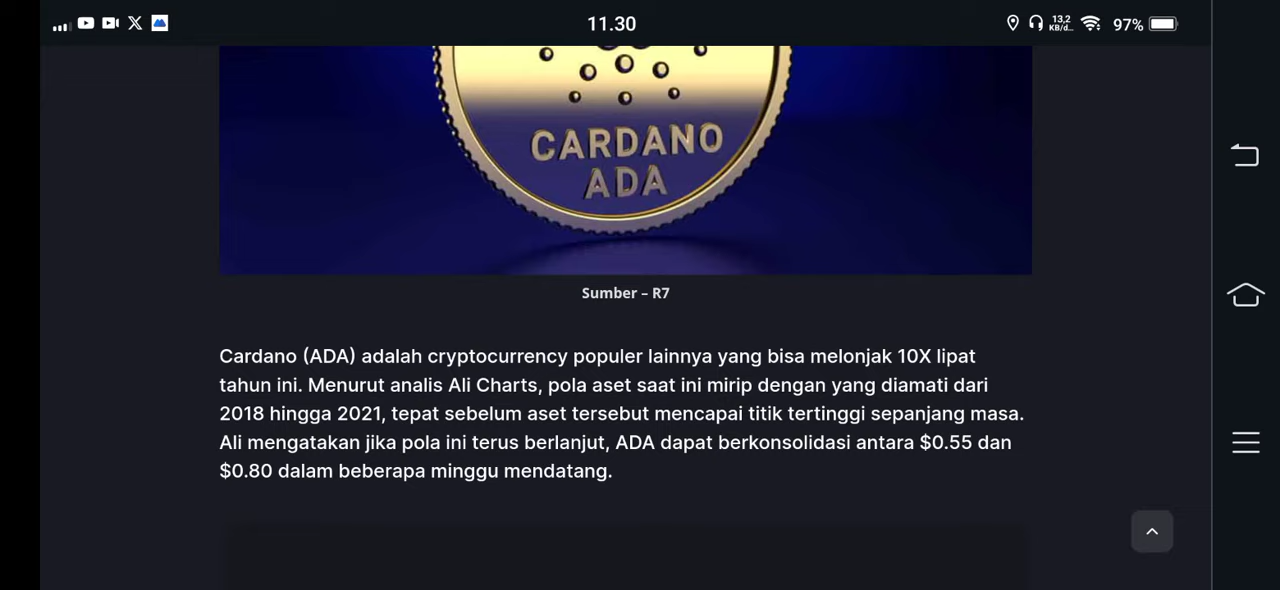 11.30
13,2
KB/d...
97%
CARDANO
ADA
Sumber – R7
Cardano (ADA) adalah cryptocurrency populer lainnya yang bisa melonjak 10X lipat
tahun ini. Menurut analis Ali Charts, pola aset saat ini mirip dengan yang diamati dari
2018 hingga 2021, tepat sebelum aset tersebut mencapai titik tertinggi sepanjang masa.
Ali mengatakan jika pola ini terus berlanjut, ADA dapat berkonsolidasi antara $0.55 dan
$0.80 dalam beberapa minggu mendatang.